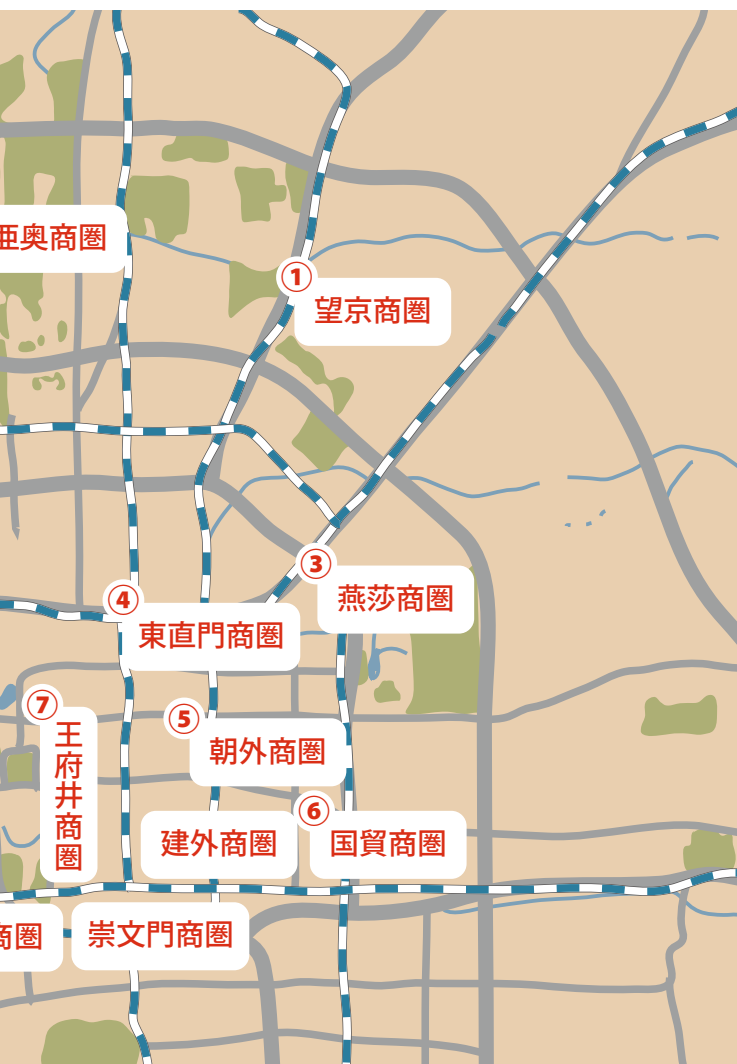 亜奥商圏
①
望京商圏
③
燕莎商圏
④
東直門商圏
⑤
朝外商圏
⑦
王府井商圏
⑥
建外商圏
国貿商圏
商圏
崇文門商圏